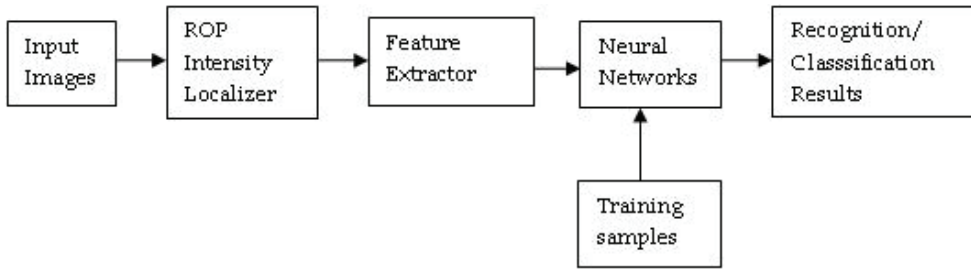 Input
Images
ROP
Intensity
Localizer
Feature
Extractor
Neural
Networks
Recognition/
Classsification
Results
Training
samples